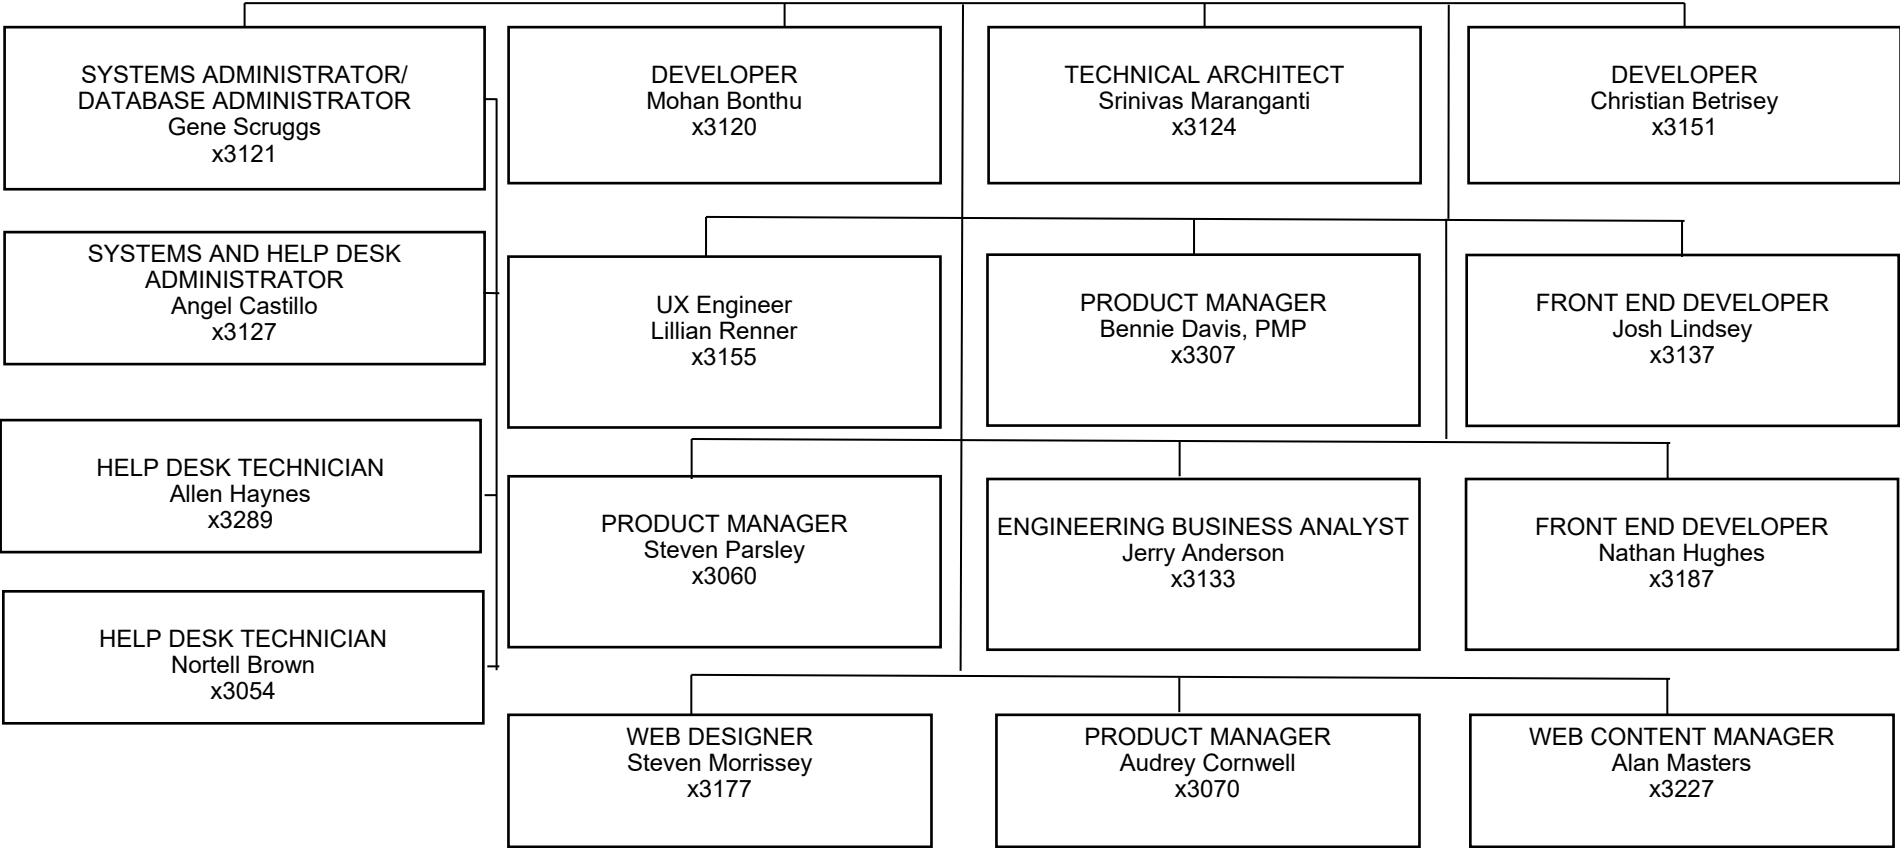 SYSTEMS ADMINISTRATOR/
DATABASE ADMINISTRATOR
Gene Scruggs
x3121
DEVELOPER
Mohan Bonthu
x3120
TECHNICAL ARCHITECT
Srinivas Maranganti
x3124
DEVELOPER
Christian Betrisey
x3151
SYSTEMS AND HELP DESK
ADMINISTRATOR
Angel Castillo
x3127
UX Engineer
Lillian Renner
x3155
PRODUCT MANAGER
Bennie Davis, PMP
x3307
FRONT END DEVELOPER
Josh Lindsey
x3137
HELP DESK TECHNICIAN
Allen Haynes
x3289
PRODUCT MANAGER
Steven Parsley
x3060
ENGINEERING BUSINESS ANALYST
Jerry Anderson
x3133
FRONT END DEVELOPER
Nathan Hughes
x3187
HELP DESK TECHNICIAN
Nortell Brown
x3054
WEB DESIGNER
Steven Morrissey
x3177
PRODUCT MANAGER
Audrey Cornwell
x3070
WEB CONTENT MANAGER
Alan Masters
x3227